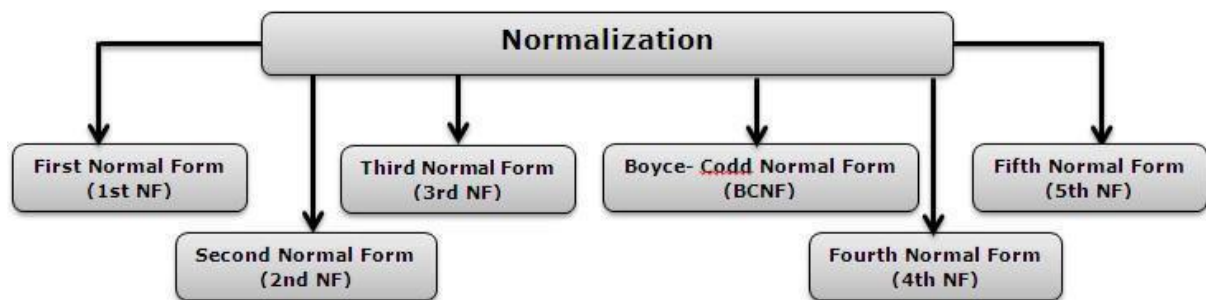 Normalization
First Normal Form
(1st NF)
Third Normal Form
(3rd NF)
Boyce- Codd Normal Form
(BCNF)
Fifth Normal Form
(5th NF)
Second Normal Form
(2nd NF)
Fourth Normal Form
(4th NF)